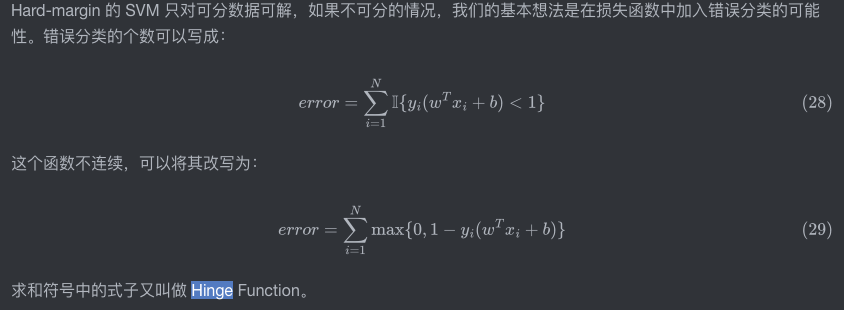 Hard-margin 的 SVM 只对可分数据可解，如果不可分的情况，我们的基本想法是在损失函数中加入错误分类的可能
性。错误分类的个数可以写成：
error = \sum_{i=1}^{N} \mathbb{I}\{y_i(w^T x_i + b) < 1\} (28)
这个函数不连续，可以将其改写为：
error = \sum_{i=1}^{N} \max\{0, 1 - y_i(w^T x_i + b)\} (29)
求和符号中的式子又叫做 Hinge Function。